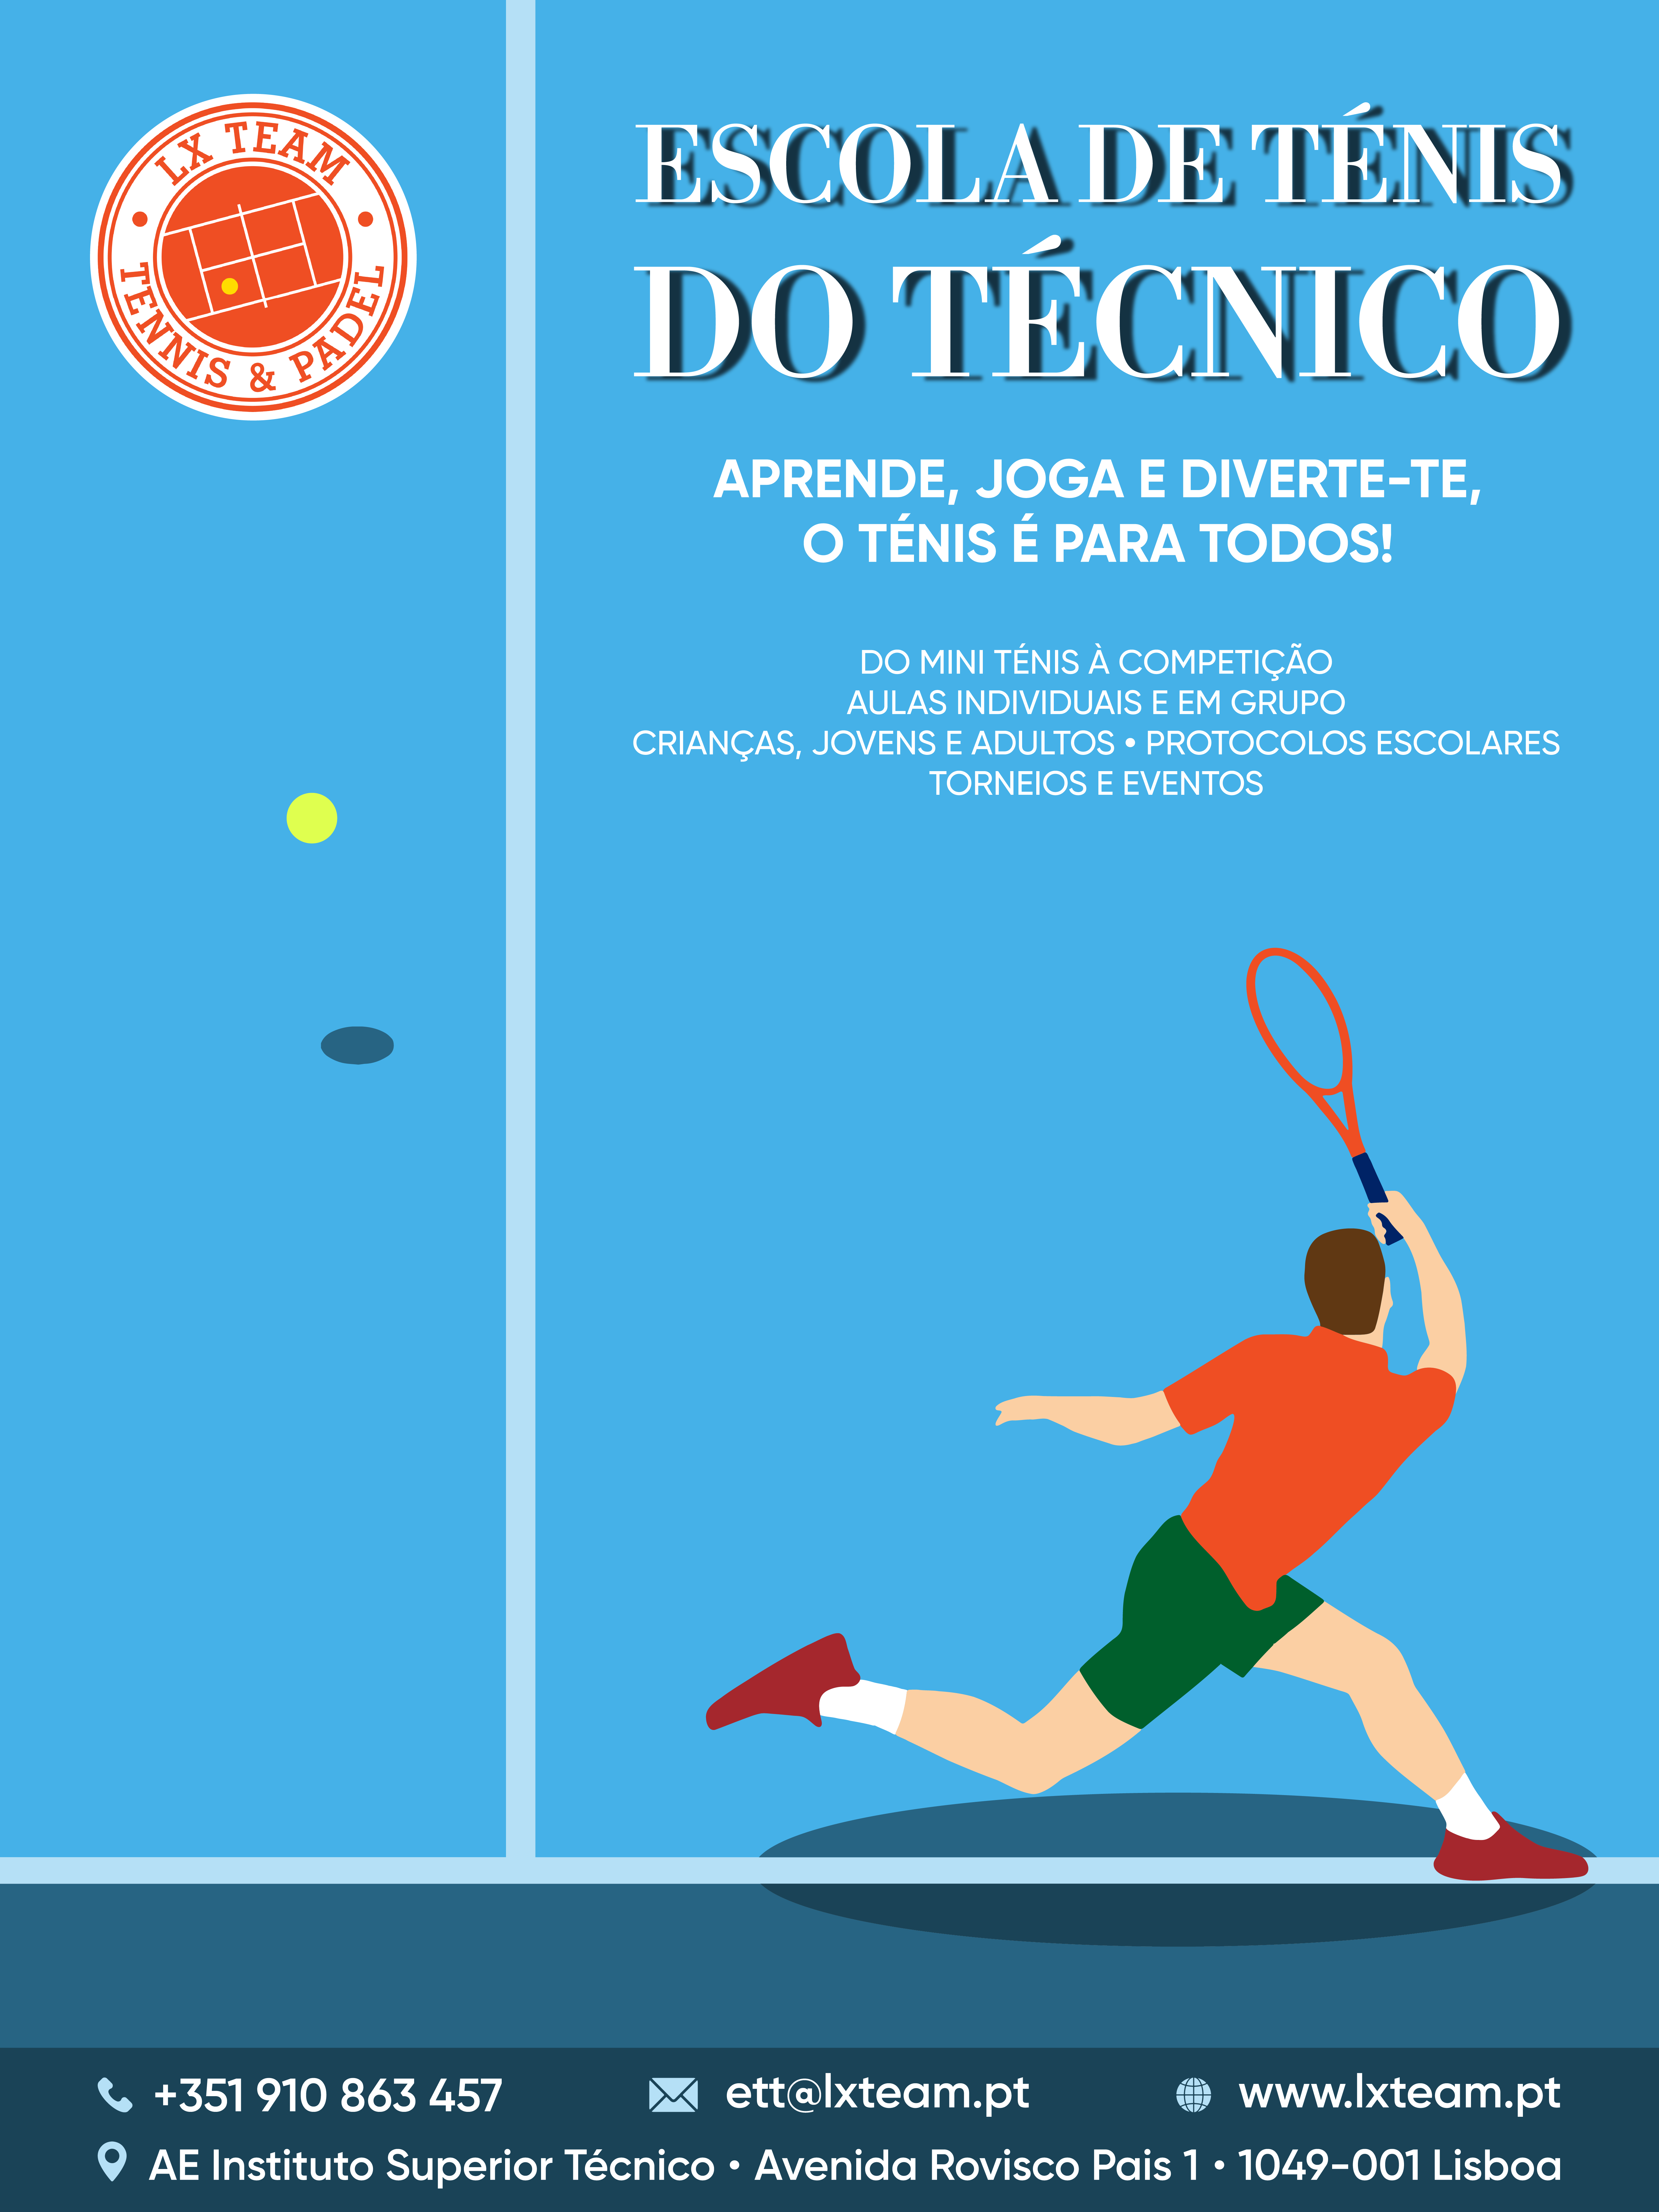 LX TEAM
TENNIS & PADEL
ESCOLA DE TÉNIS
DO TÉCNICO
APRENDE, JOGA E DIVERTE-TE,
O TÉNIS É PARA TODOS!
DO MINI TÉNIS À COMPETIÇÃO
AULAS INDIVIDUAIS E EM GRUPO
CRIANÇAS, JOVENS E ADULTOS • PROTOCOLOS ESCOLARES
TORNEIOS E EVENTOS
+351 910 863 457
ett@lxteam.pt
www.lxteam.pt
AE Instituto Superior Técnico • Avenida Rovisco Pais 1 • 1049-001 Lisboa